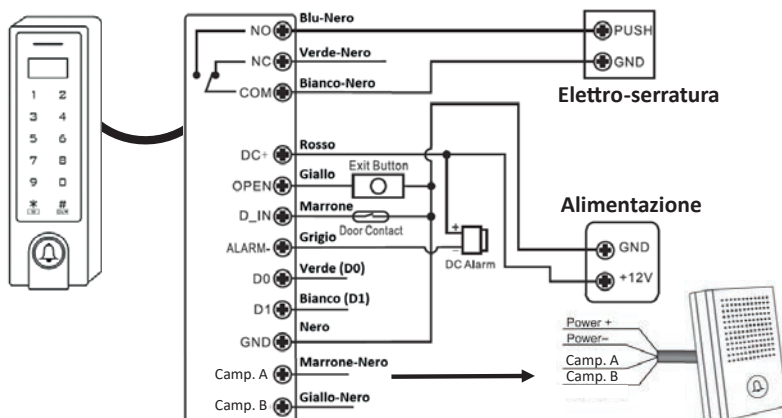 NO Blu-Nero PUSH
NC Verde-Nero GND
COM Bianco-Nero
Elettro-serratura
1 2
3 4
5 6
7 8
9 0
* #
DC+ Rosso
Exit Button
OPEN Giallo
D_IN Marrone
Door Contact
ALARM- Grigio
+
−
DC Alarm
D0 Verde (D0)
D1 Bianco (D1)
GND Nero
Camp. A Marrone-Nero
Camp. B Giallo-Nero
Alimentazione
GND
+12V
Power +
Power−
Camp. A
Camp. B